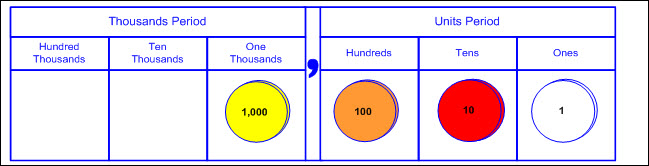 Thousands Period
Units Period
Hundred Thousands
Ten Thousands
One Thousands
,
Hundreds
Tens
Ones
1,000
100
10
1